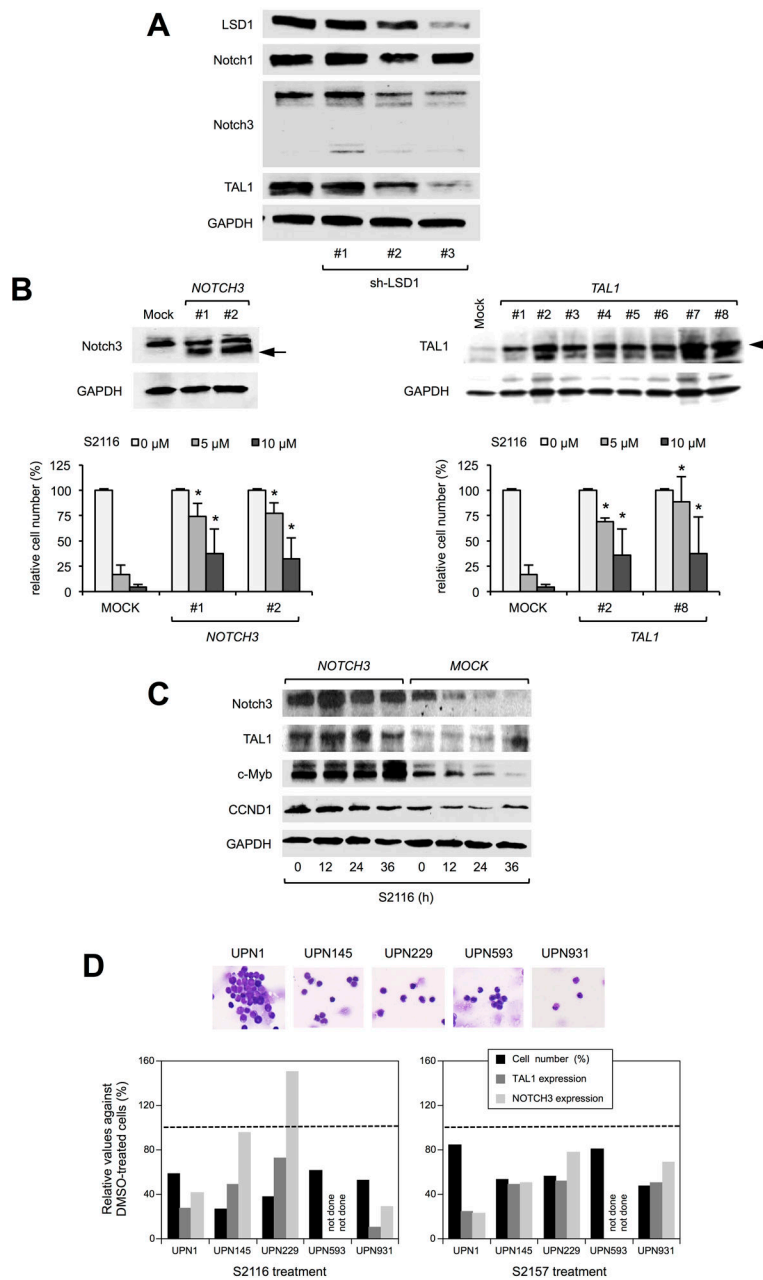 A
LSD1
Notch1
Notch3
TAL1
GAPDH
#1 #2 #3
sh-LSD1
B
NOTCH3
Mock #1 #2
Notch3
GAPDH
S2116 0 µM 5 µM 10 µM
relative cell number (%)
125
100
75
50
25
0
* * * *
MOCK #1 #2
NOTCH3
TAL1
Mock #1 #2 #3 #4 #5 #6 #7 #8
TAL1
GAPDH
S2116 0 µM 5 µM 10 µM
relative cell number (%)
125
100
75
50
25
0
* * * *
MOCK #2 #8
TAL1
C
NOTCH3 MOCK
Notch3
TAL1
c-Myb
CCND1
GAPDH
0 12 24 36 0 12 24 36
S2116 (h)
D
UPN1 UPN145 UPN229 UPN593 UPN931
Relative values against
DMSO-treated cells (%)
160
120
80
40
0
not done
not done
UPN1 UPN145 UPN229 UPN593 UPN931
S2116 treatment
160
120
80
40
0
Cell number (%)
TAL1 expression
NOTCH3 expression
not done
not done
UPN1 UPN145 UPN229 UPN593 UPN931
S2157 treatment